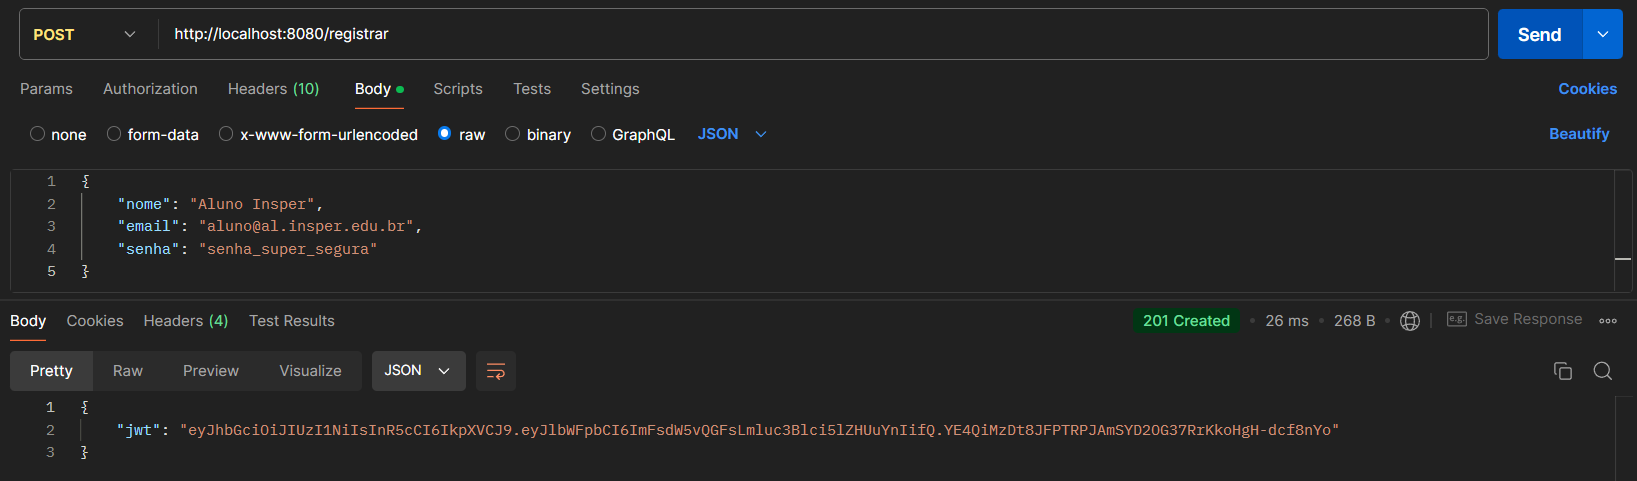 POST http://localhost:8080/registrar Send
Params Authorization Headers (10) Body Scripts Tests Settings Cookies
none form-data x-www-form-urlencoded raw binary GraphQL JSON Beautify
1 {
2 "nome": "Aluno Insper",
3 "email": "aluno@al.insper.edu.br",
4 "senha": "senha_super_segura"
5 }
Body Cookies Headers (4) Test Results 201 Created • 26 ms • 268 B • e.g. Save Response
Pretty Raw Preview Visualize JSON
1 {
2 "jwt": "eyJhbGciOiJIUzI1NiIsInR5cCI6IkpXVCJ9.eyJlbWFpbCI6ImFsdW5vQGFsLmluc3Blci5lZHUuYnIifQ.YE4QiMzDt8JFPTRPJAmSYD2OG37RrKkoHgH-dcf8nYo"
3 }